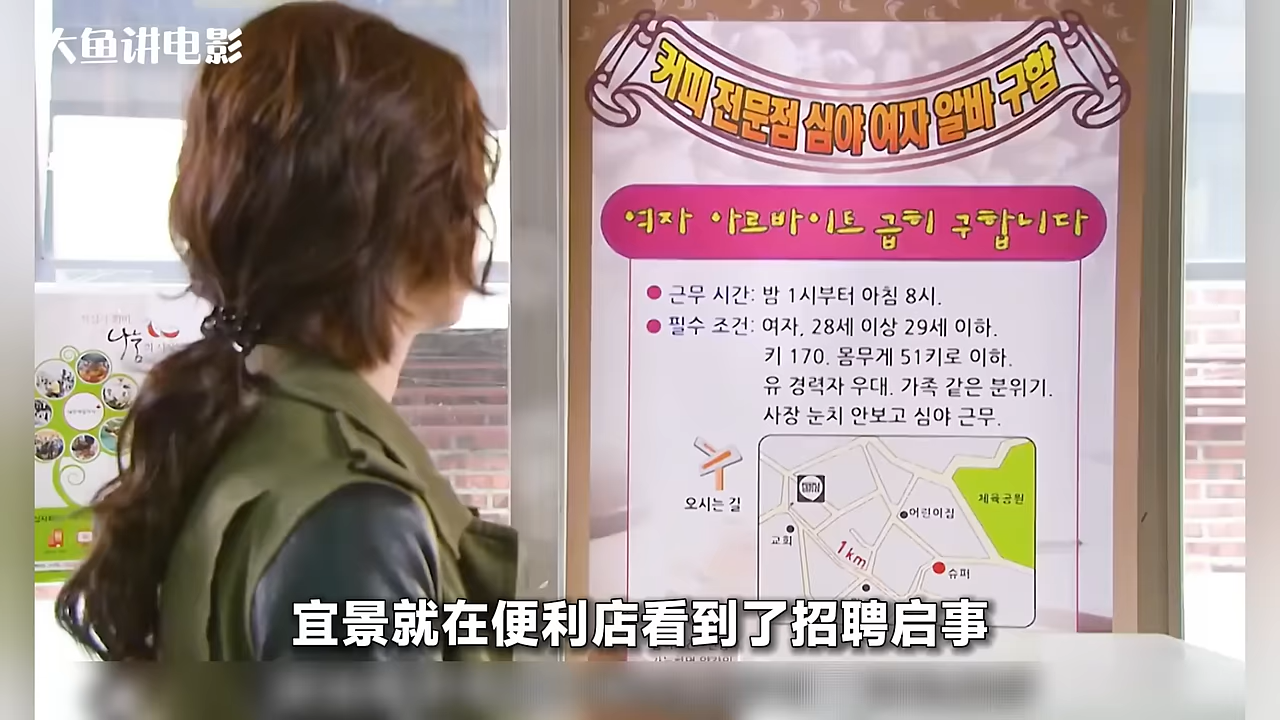 大鱼讲电影
커피 전문점 심야 여자 알바 구함
여자 아르바이트 급히 구합니다
근무 시간: 밤 1시부터 아침 8시.
필수 조건: 여자, 28세 이상 29세 이하.
키 170. 몸무게 51키로 이하.
유 경력자 우대. 가족 같은 분위기.
사장 눈치 안보고 심야 근무.
오시는 길
체육공원
어린이집
교회
1km
슈퍼
나눔
宜景就在便利店看到了招聘启事